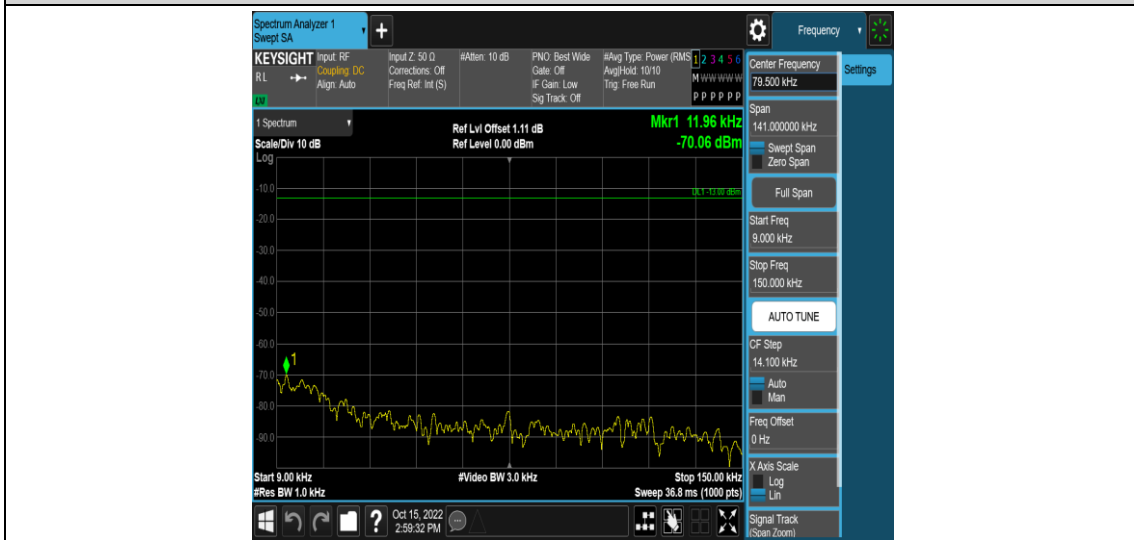 Spectrum Analyzer 1
Swept SA
+
Frequency
KEYSIGHT
RL
LXI
Input: RF
Coupling: DC
Align: Auto
Input Z: 50 Ω
Corrections: Off
Freq Ref: Int (S)
#Atten: 10 dB
PNO: Best Wide
Gate: Off
IF Gain: Low
Sig Track: Off
#Avg Type: Power (RMS
Avg|Hold: 10/10
Trig: Free Run
1 2 3 4 5 6
M W W W W W
P P P P P P
1 Spectrum
Scale/Div 10 dB
Ref Lvl Offset 1.11 dB
Ref Level 0.00 dBm
Mkr1 11.96 kHz
-70.06 dBm
Log
DL1 -13.00 dBm
-10.0
-20.0
-30.0
-40.0
-50.0
-60.0
-70.0
-80.0
-90.0
1
Start 9.00 kHz
#Res BW 1.0 kHz
#Video BW 3.0 kHz
Stop 150.00 kHz
Sweep 36.8 ms (1000 pts)
?
Oct 15, 2022
2:59:32 PM
Center Frequency
79.500 kHz
Settings
Span
141.000000 kHz
Swept Span
Zero Span
Full Span
Start Freq
9.000 kHz
Stop Freq
150.000 kHz
AUTO TUNE
CF Step
14.100 kHz
Auto
Man
Freq Offset
0 Hz
X Axis Scale
Log
Lin
Signal Track
(Span Zoom)